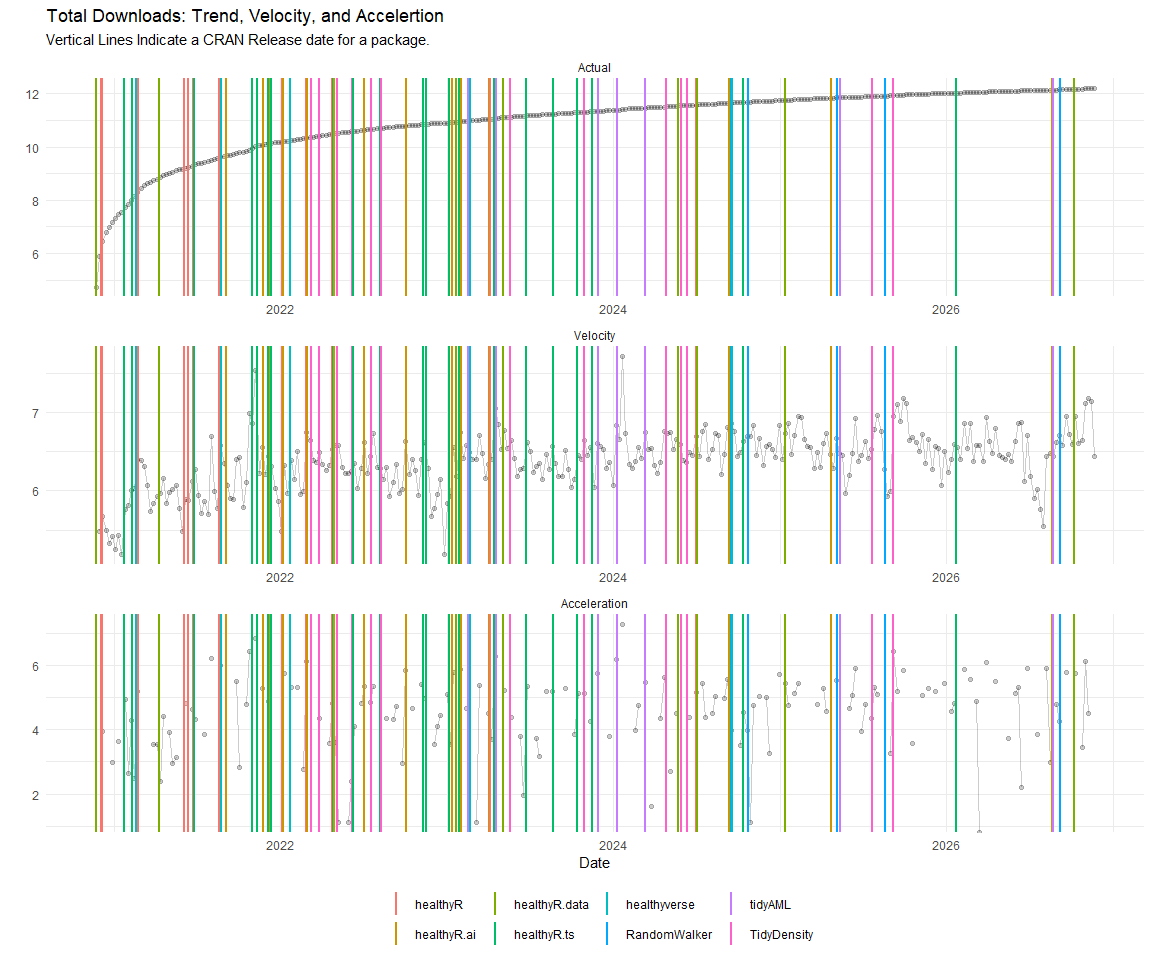 Total Downloads: Trend, Velocity, and Accelertion
Vertical Lines Indicate a CRAN Release date for a package.
Actual
12
10
8
6
2022 2024 2026
Velocity
7
6
2022 2024 2026
Acceleration
6
4
2
2022 2024 2026
Date
healthyR healthyR.data healthyverse tidyAML
healthyR.ai healthyR.ts RandomWalker TidyDensity